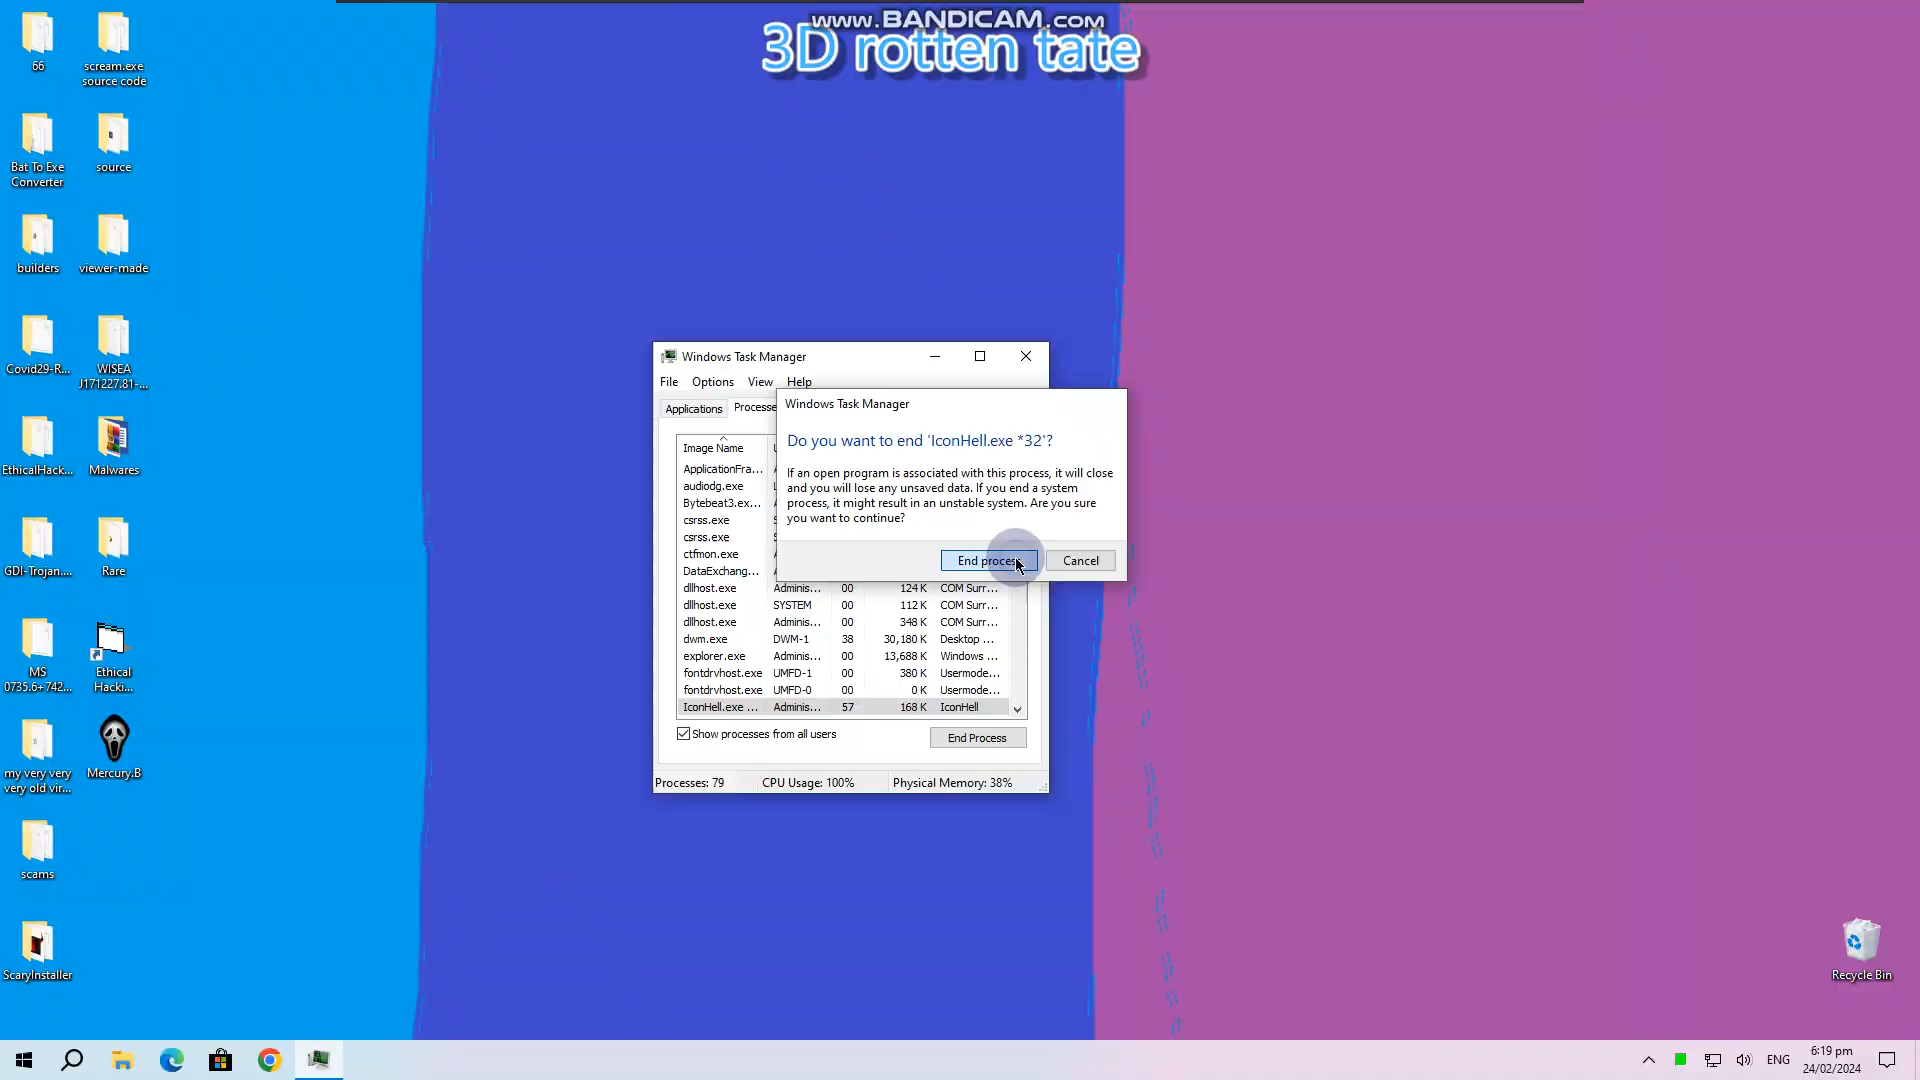 www.BANDICAM.com
3D rotten tate
66
scream.exe
source code
Bat To Exe
Converter
source
builders
viewer-made
Covid29-R...
WISEA
J171227.81-...
EthicalHack...
Malwares
GDI-Trojan....
Rare
MS
0735.6+742...
Ethical
Hacki...
my very very
very old vir...
Mercury.B
scams
ScaryInstaller
Recycle Bin
Windows Task Manager
File Options View Help
Applications Processe
Image Name
ApplicationFra...
audiodg.exe
Bytebeat3.ex...
csrss.exe
csrss.exe
ctfmon.exe
DataExchang...
dllhost.exe Adminis... 00 124 K COM Surr...
dllhost.exe SYSTEM 00 112 K COM Surr...
dllhost.exe Adminis... 00 348 K COM Surr...
dwm.exe DWM-1 38 30,180 K Desktop ...
explorer.exe Adminis... 00 13,688 K Windows ...
fontdrvhost.exe UMFD-1 00 380 K Usermode...
fontdrvhost.exe UMFD-0 00 0 K Usermode...
IconHell.exe ... Adminis... 57 168 K IconHell
Show processes from all users
End Process
Processes: 79 CPU Usage: 100% Physical Memory: 38%
Windows Task Manager
Do you want to end 'IconHell.exe *32'?
If an open program is associated with this process, it will close
and you will lose any unsaved data. If you end a system
process, it might result in an unstable system. Are you sure
you want to continue?
End process Cancel
ENG
6:19 pm
24/02/2024